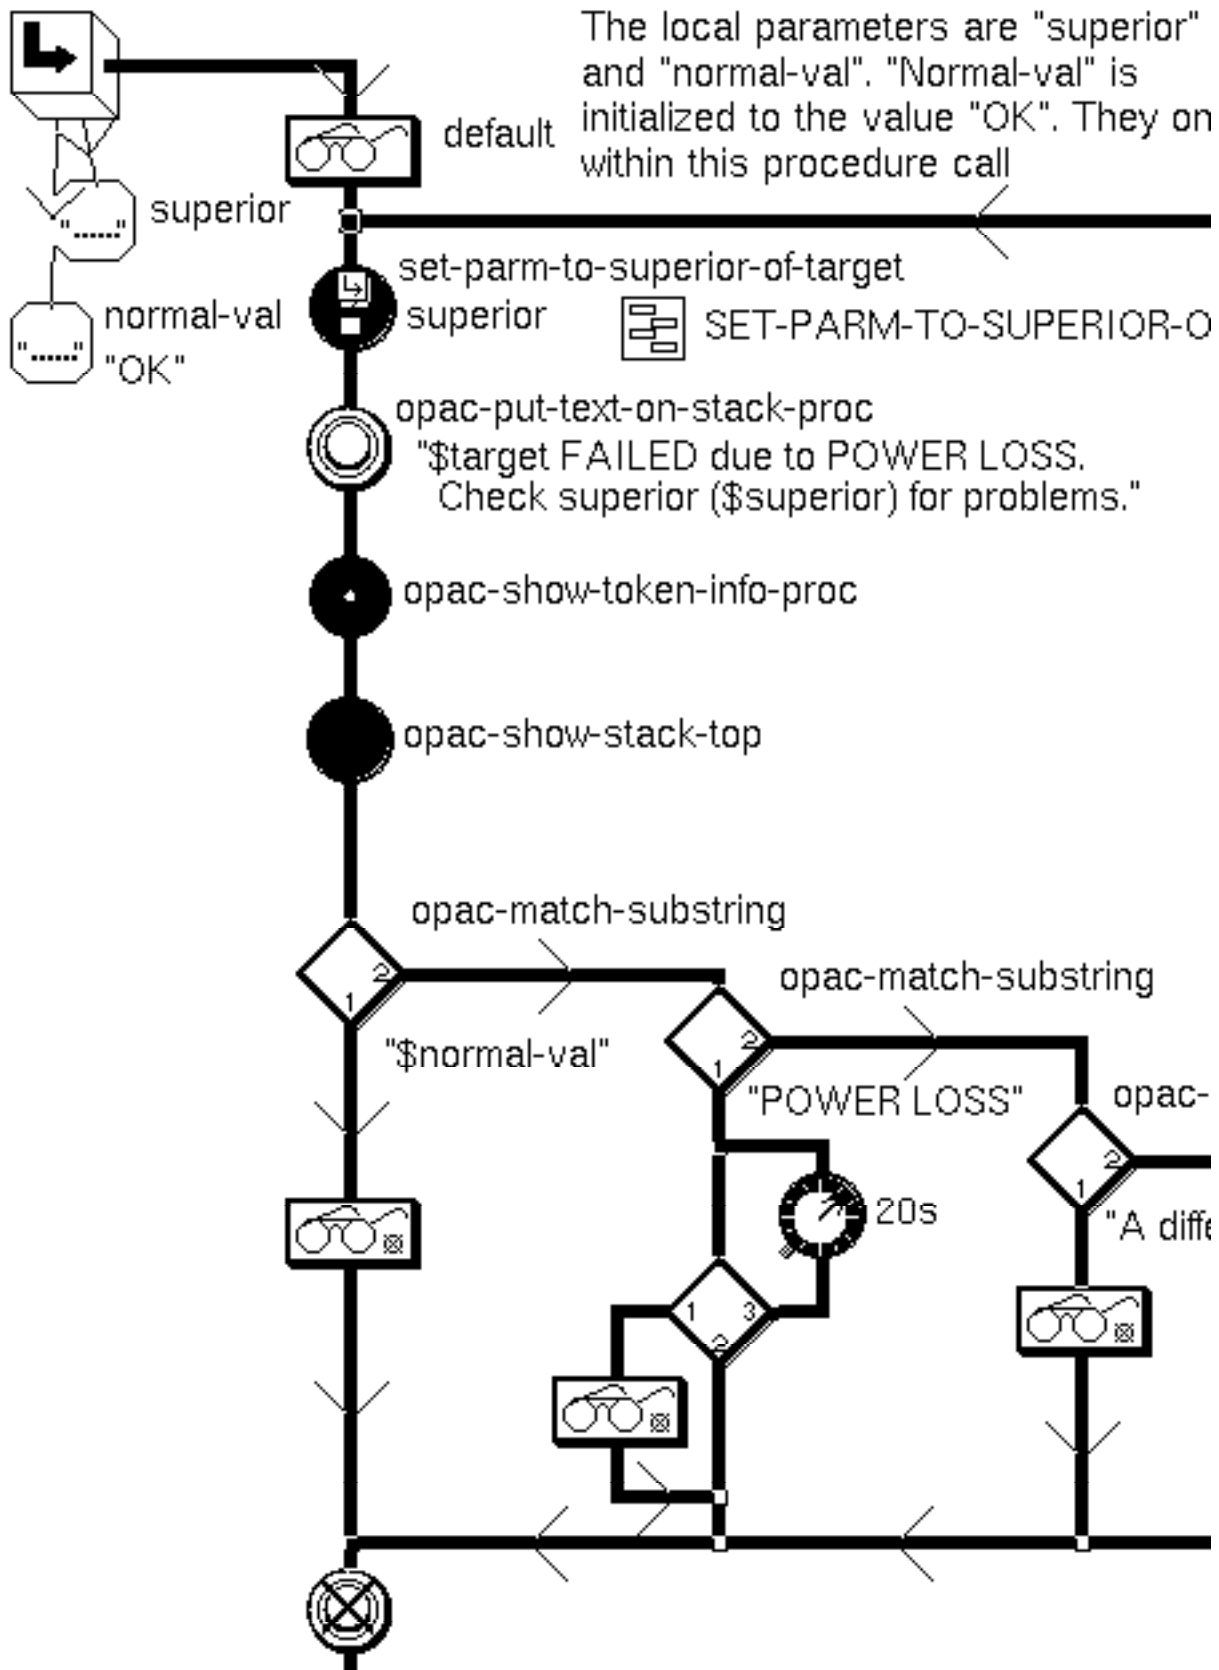 The local parameters are "superior"
and "normal-val". "Normal-val" is
initialized to the value "OK". They on
within this procedure call
default
superior
normal-val
"OK"
set-parm-to-superior-of-target
superior
SET-PARM-TO-SUPERIOR-O
opac-put-text-on-stack-proc
"$target FAILED due to POWER LOSS.
Check superior ($superior) for problems."
opac-show-token-info-proc
opac-show-stack-top
opac-match-substring
2
1
"$normal-val"
opac-match-substring
2
1
"POWER LOSS"
opac-
2
1
"A diffe
20s
1
3
2